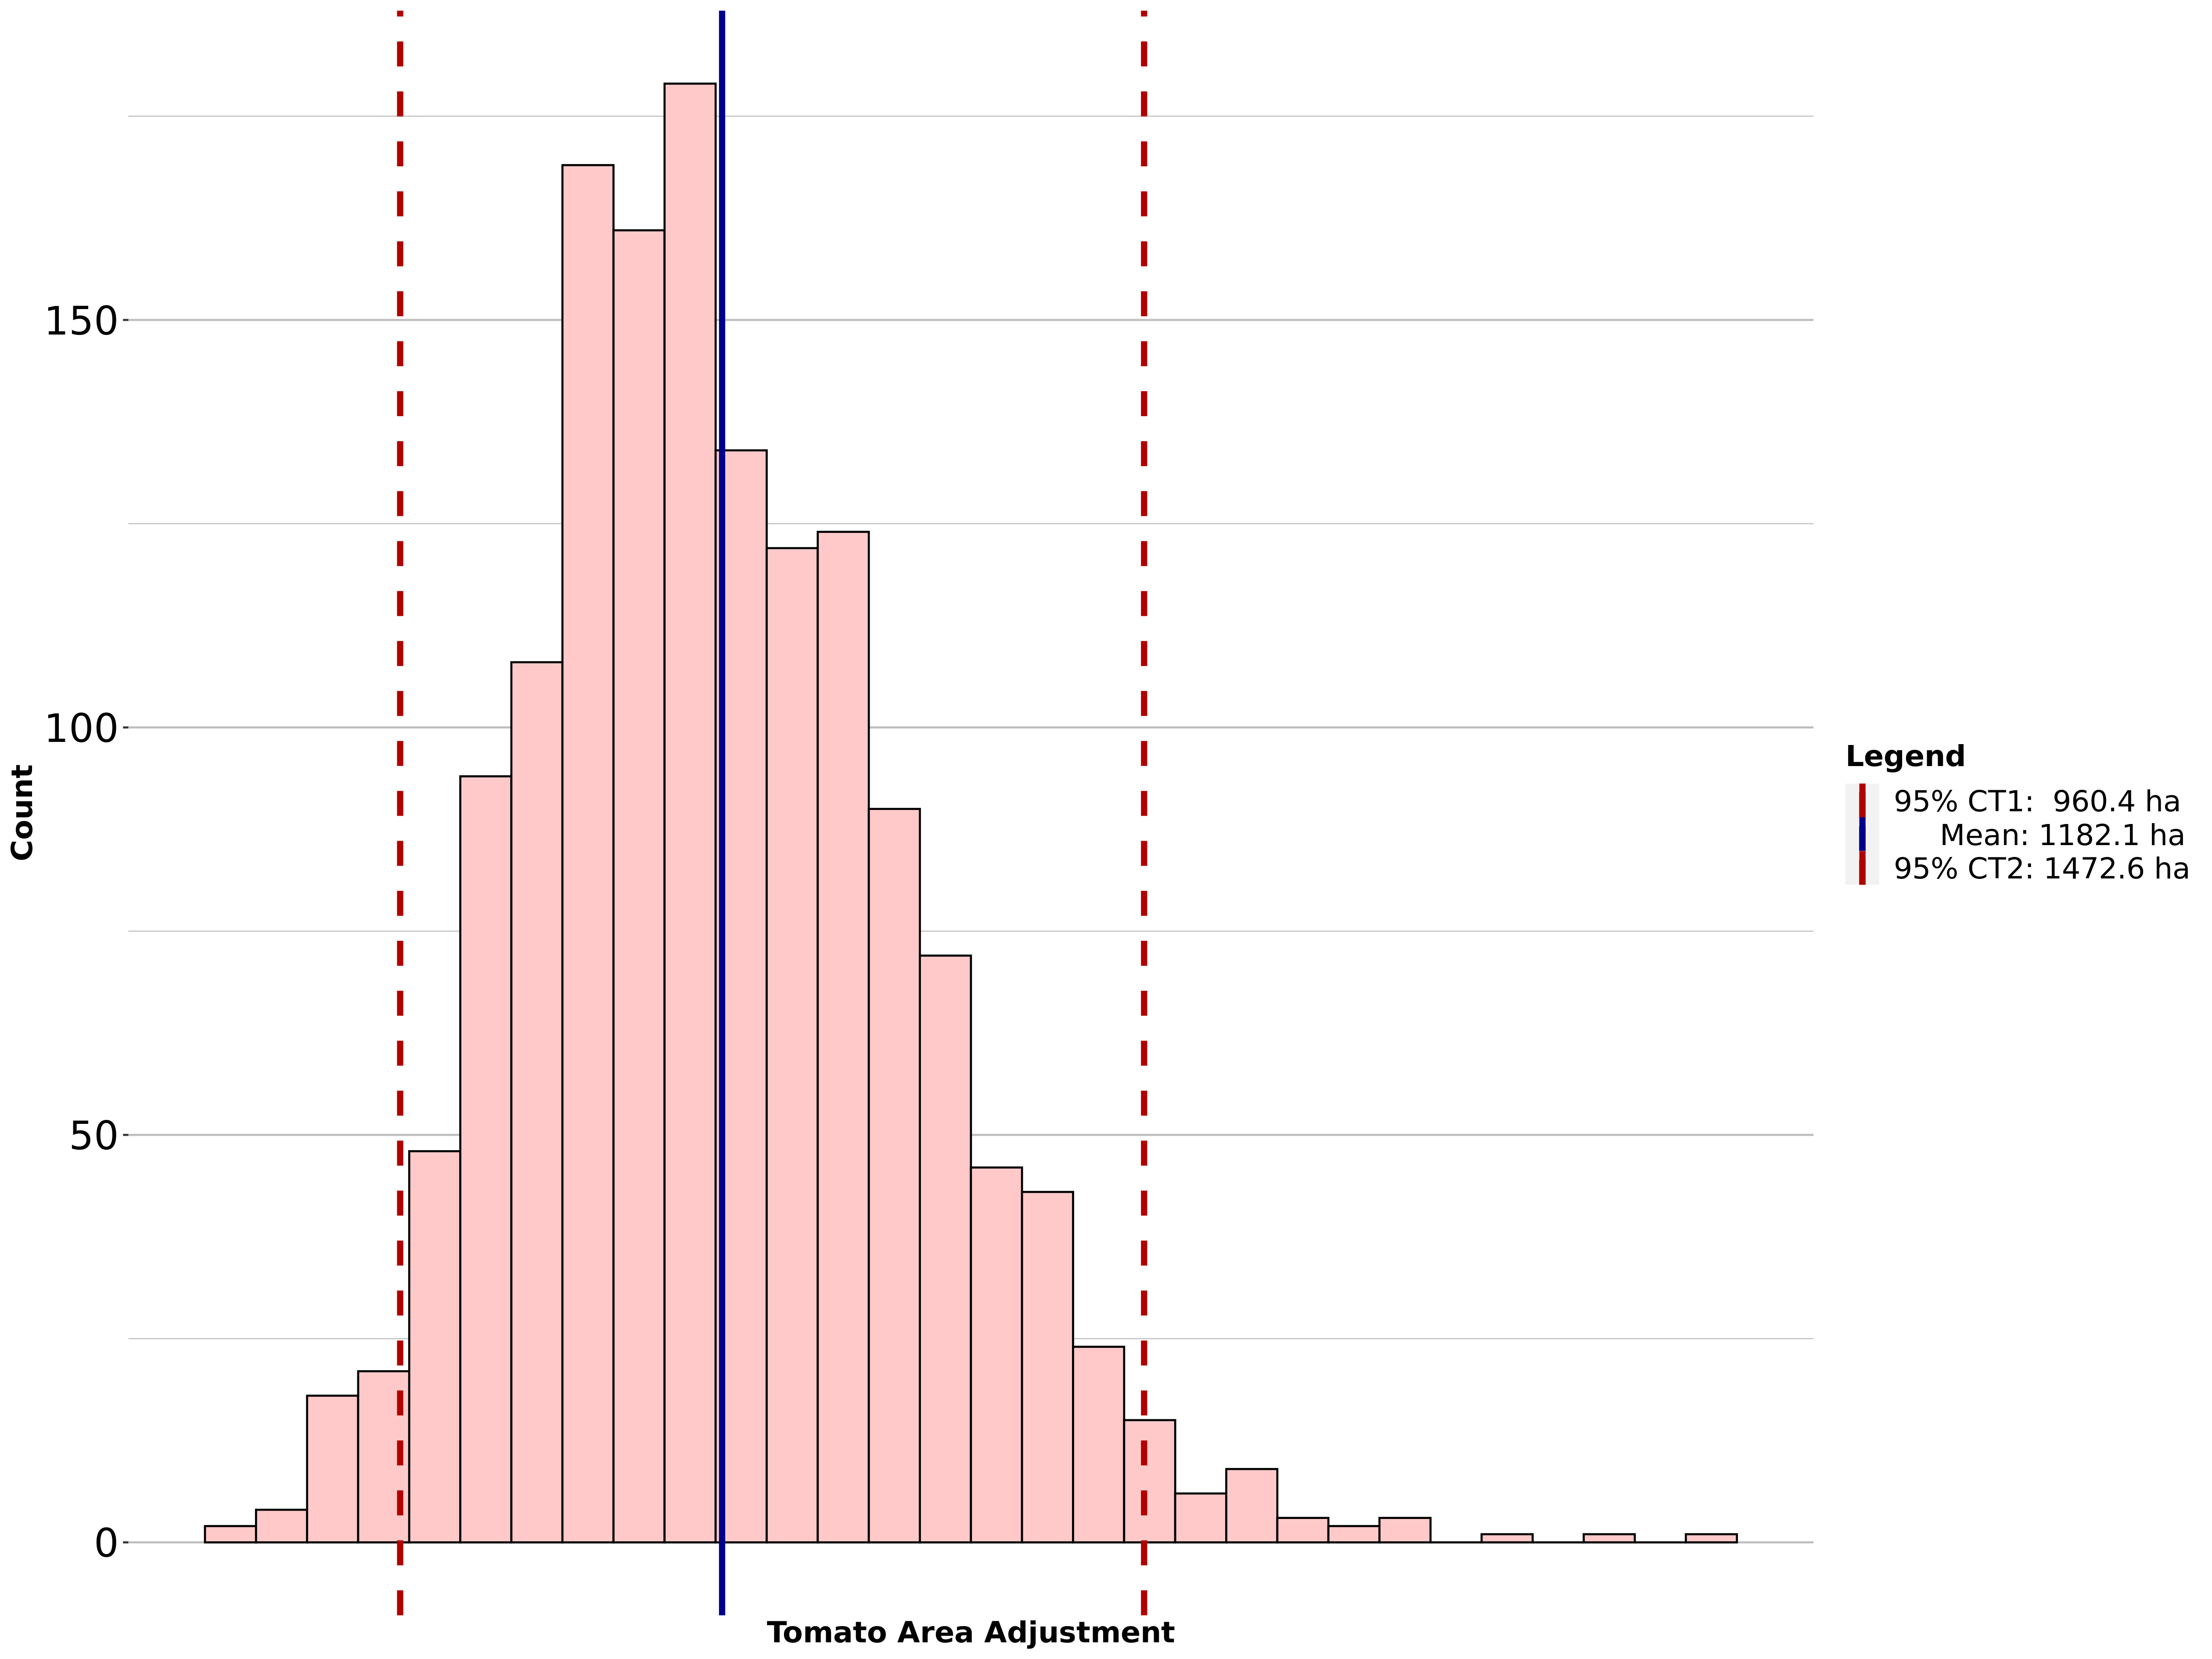 150
100
50
0
Count
Tomato Area Adjustment
Legend
95% CT1:  960.4 ha
Mean: 1182.1 ha
95% CT2: 1472.6 ha